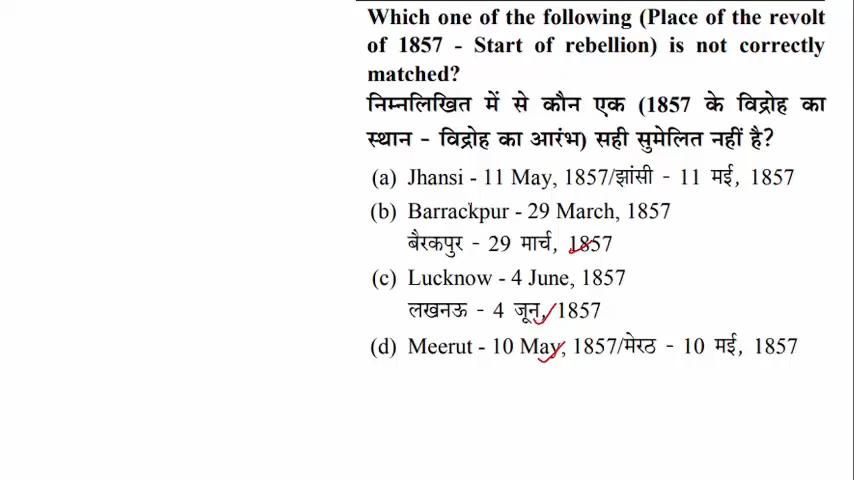 Which one of the following (Place of the revolt
of 1857 - Start of rebellion) is not correctly
matched?
निम्नलिखित में से कौन एक (1857 के विद्रोह का
स्थान - विद्रोह का आरंभ) सही सुमेलित नहीं है?
(a) Jhansi - 11 May, 1857/झांसी - 11 मई, 1857
(b) Barrackpur - 29 March, 1857
बैरकपुर - 29 मार्च, 1857
(c) Lucknow - 4 June, 1857
लखनऊ - 4 जून, 1857
(d) Meerut - 10 May, 1857/मेरठ - 10 मई, 1857